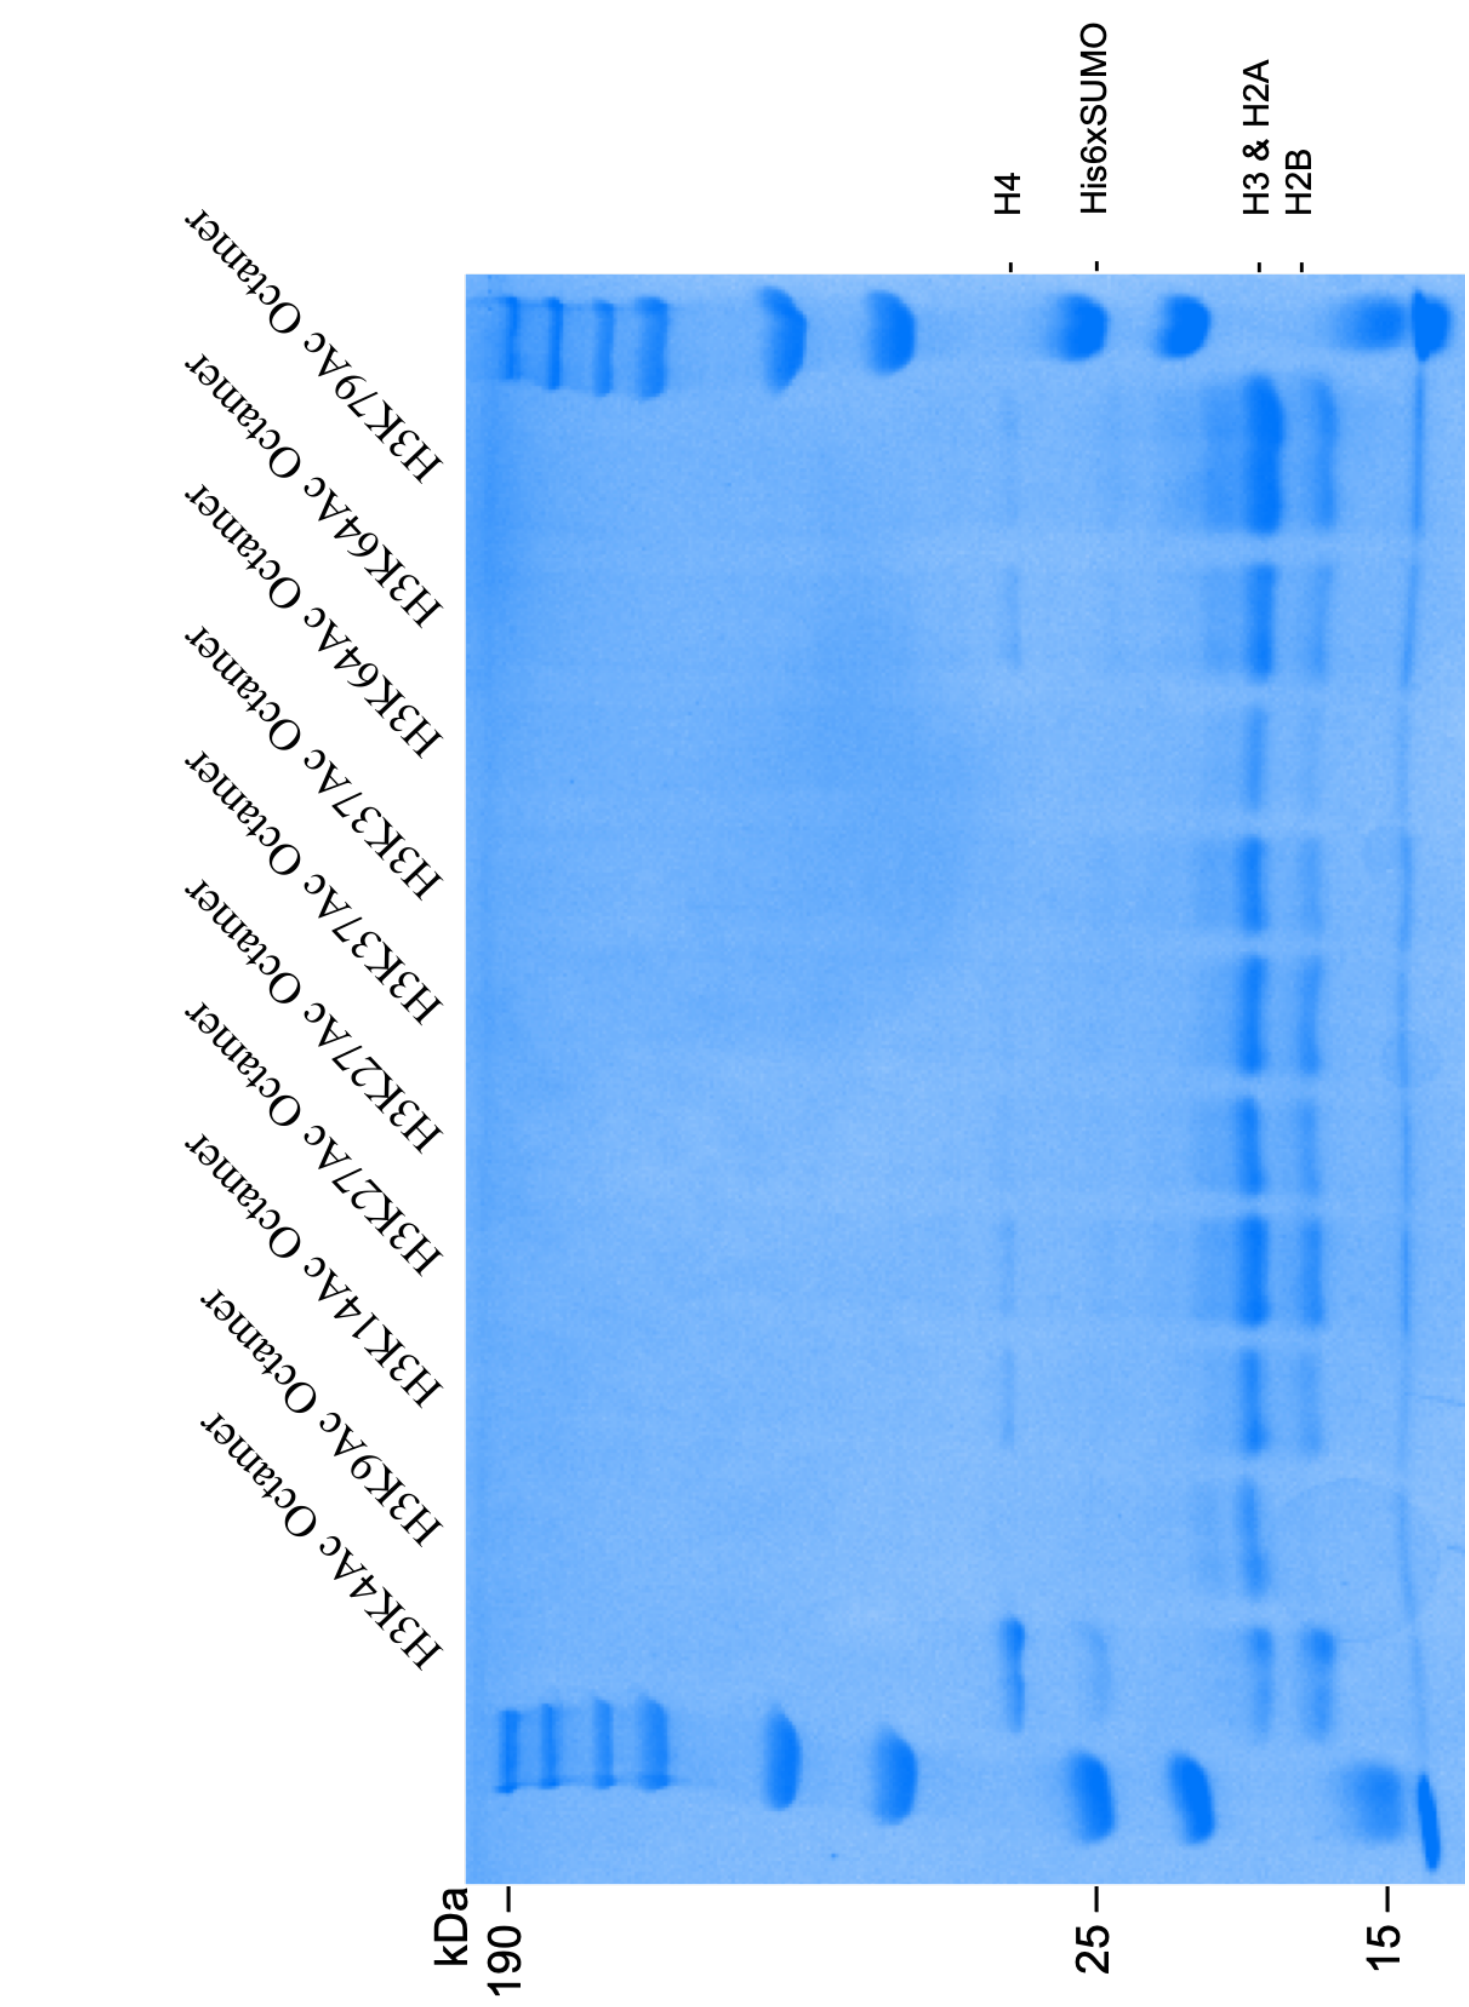 H3K4Ac Octamer
H3K9Ac Octamer
H3K14Ac Octamer
H3K27Ac Octamer
H3K27Ac Octamer
H3K37Ac Octamer
H3K37Ac Octamer
H3K64Ac Octamer
H3K64Ac Octamer
H3K79Ac Octamer
kDa
190
25
15
H4
His6xSUMO
H3 & H2A
H2B